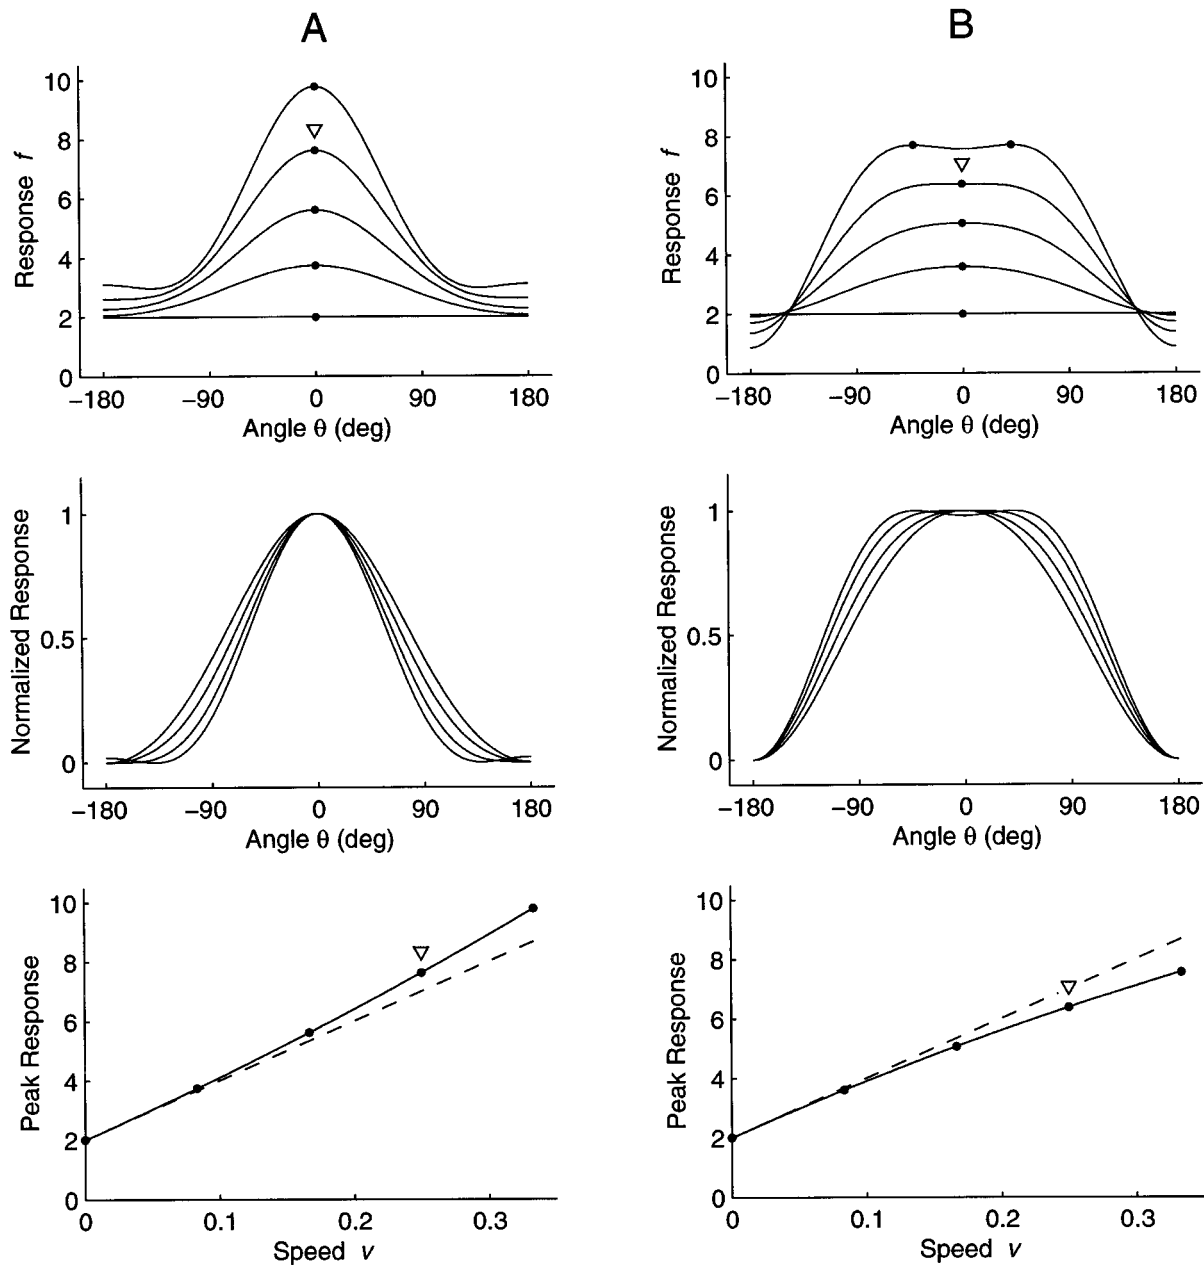 A
B
Response f
10
8
6
4
2
0
−180 −90 0 90 180
Angle θ (deg)
Response f
10
8
6
4
2
0
−180 −90 0 90 180
Angle θ (deg)
Normalized Response
1
0.5
0
−180 −90 0 90 180
Angle θ (deg)
Normalized Response
1
0.5
0
−180 −90 0 90 180
Angle θ (deg)
Peak Response
10
8
6
4
2
0
0 0.1 0.2 0.3
Speed v
Peak Response
10
8
6
4
2
0
0 0.1 0.2 0.3
Speed v